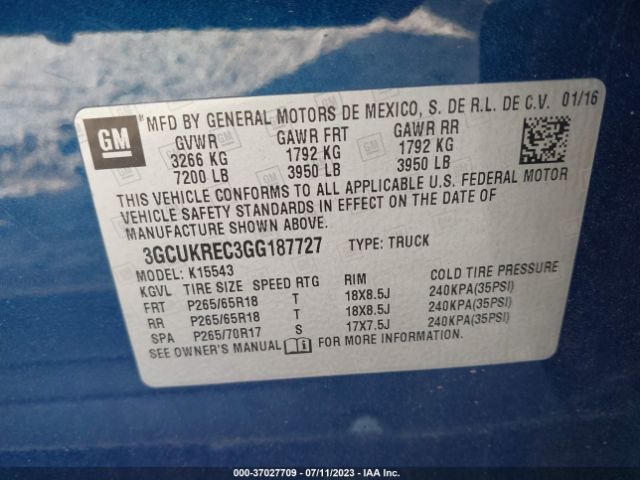 GM
"MFD BY GENERAL MOTORS DE MEXICO, S. DE R.L. DE C.V. 01/16
GVWR GAWR FRT GAWR RR
3266 KG 1792 KG 1792 KG
7200 LB 3950 LB 3950 LB
THIS VEHICLE CONFORMS TO ALL APPLICABLE U.S. FEDERAL MOTOR
VEHICLE SAFETY STANDARDS IN EFFECT ON THE DATE OF
MANUFACTURE SHOWN ABOVE.
3GCUKREC3GG187727 TYPE: TRUCK
MODEL: K15543
KGVL TIRE SIZE SPEED RTG RIM COLD TIRE PRESSURE
FRT P265/65R18 T 18X8.5J 240KPA(35PSI)
RR P265/65R18 T 18X8.5J 240KPA(35PSI)
SPA P265/70R17 S 17X7.5J 240KPA(35PSI)
SEE OWNER'S MANUAL FOR MORE INFORMATION.
000-37027709 - 07/11/2023 - IAA Inc.